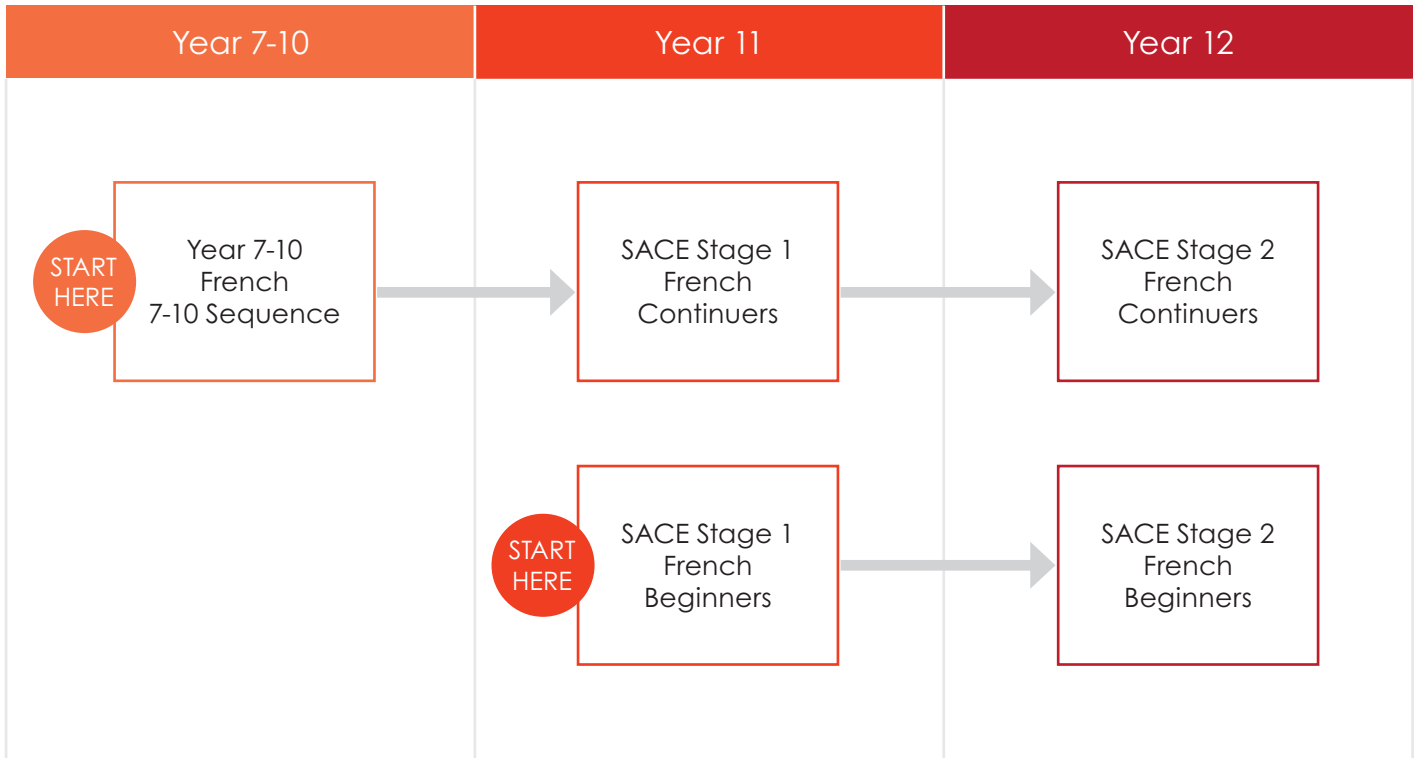 Year 7-10
Year 11
Year 12
START
HERE
Year 7-10
French
7-10 Sequence
SACE Stage 1
French
Continuers
SACE Stage 2
French
Continuers
START
HERE
SACE Stage 1
French
Beginners
SACE Stage 2
French
Beginners